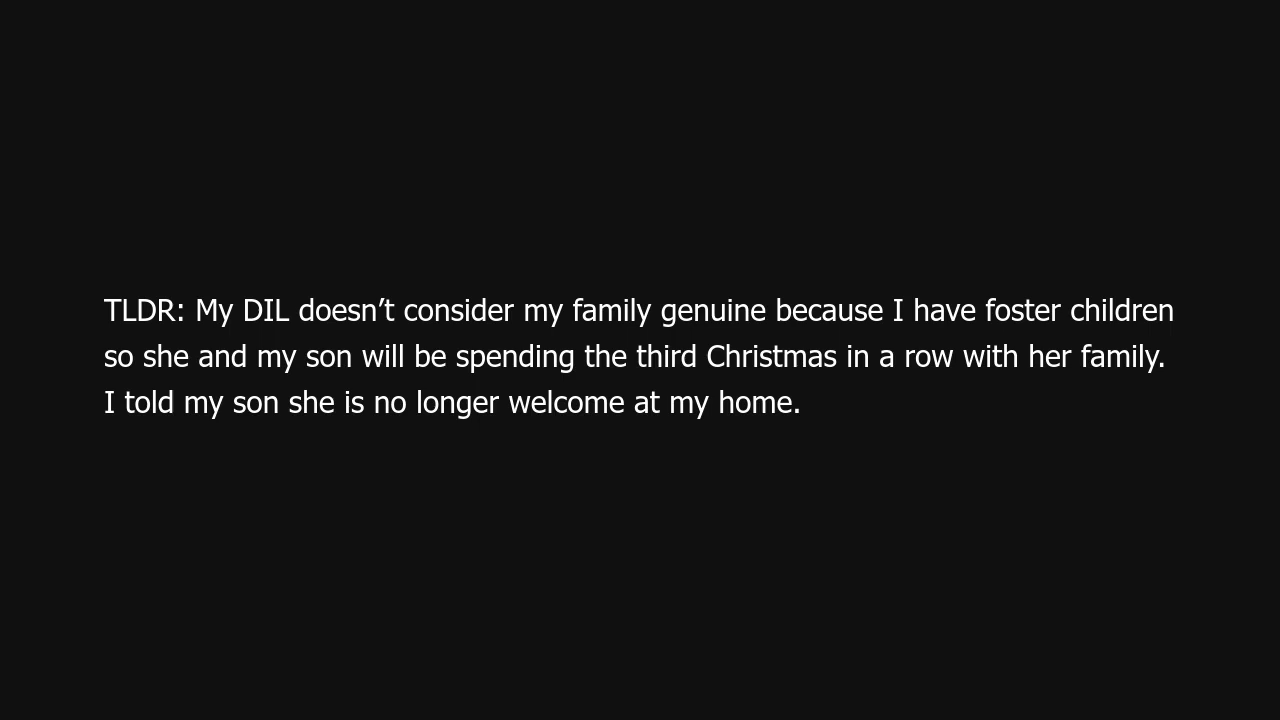 TLDR: My DIL doesn’t consider my family genuine because I have foster children
so she and my son will be spending the third Christmas in a row with her family.
I told my son she is no longer welcome at my home.